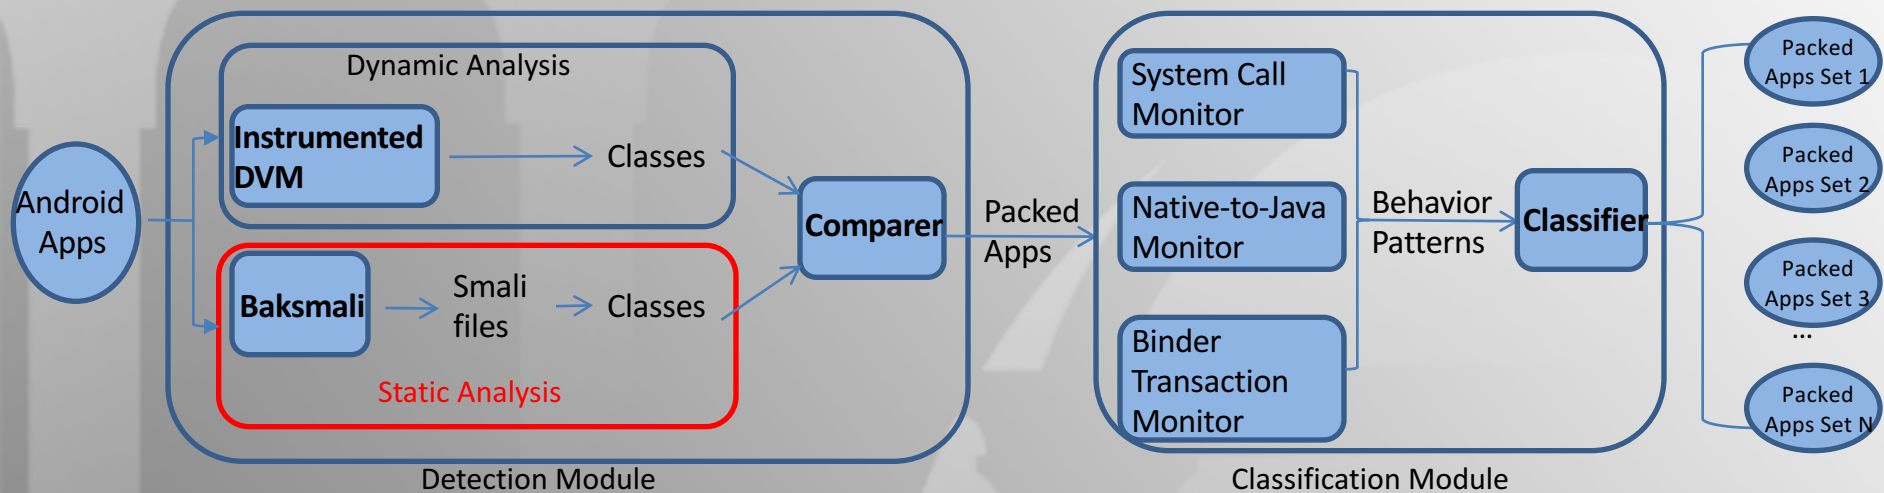 Android
Apps
Dynamic Analysis
Instrumented
DVM
Classes
Baksmali
Smali
files
Classes
Static Analysis
Comparer
Detection Module
Packed
Apps
System Call
Monitor
Native-to-Java
Monitor
Binder
Transaction
Monitor
Behavior
Patterns
Classifier
Classification Module
Packed
Apps Set 1
Packed
Apps Set 2
Packed
Apps Set 3
...
Packed
Apps Set N